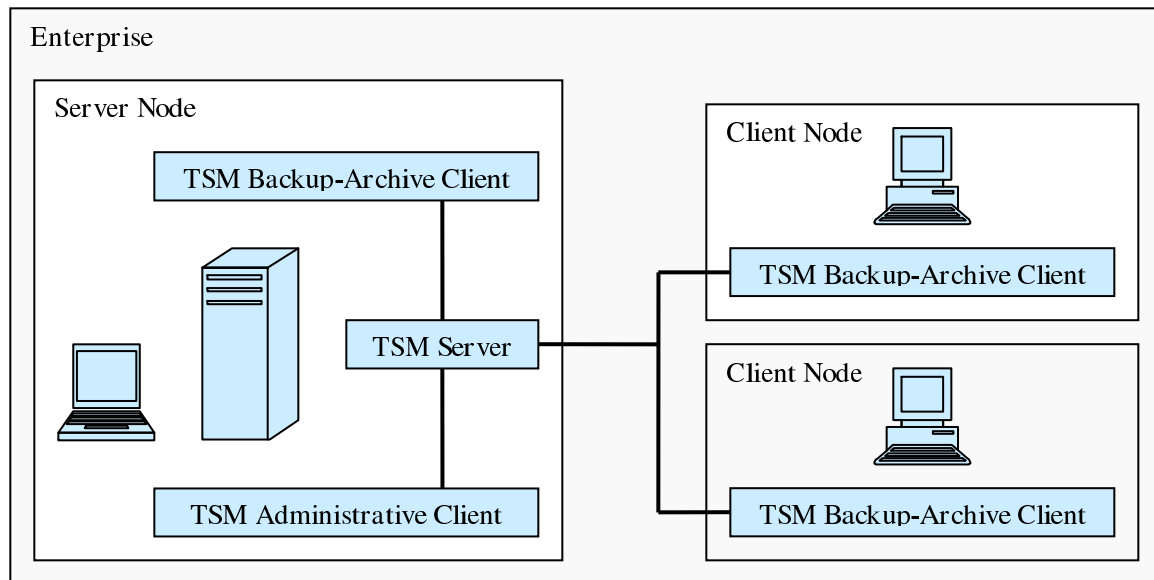 Enterprise
Server Node
TSM Backup-Archive Client
TSM Server
TSM Administrative Client
Client Node
TSM Backup-Archive Client
Client Node
TSM Backup-Archive Client